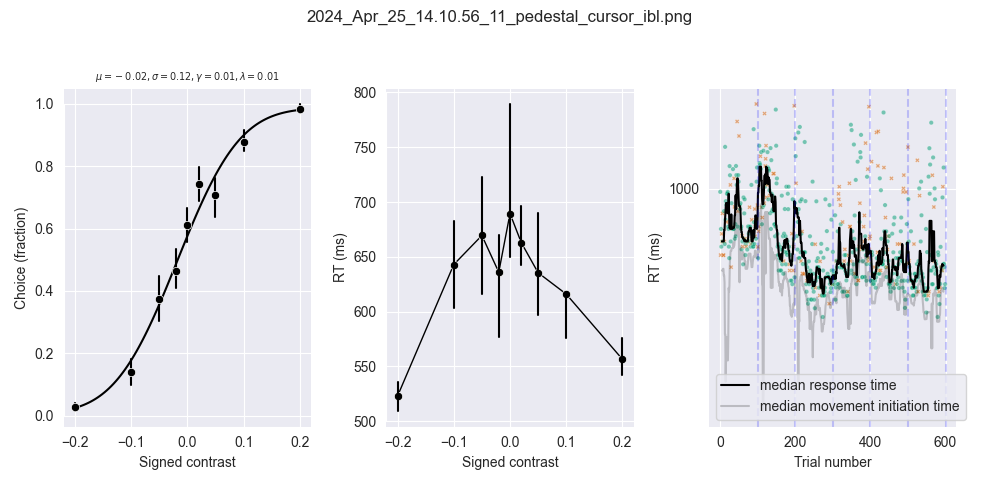 2024_Apr_25_14.10.56_11_pedestal_cursor_ibl.png
μ = − 0.02, σ = 0.12, γ = 0.01, λ = 0.01
Choice (fraction)
1.0
0.8
0.6
0.4
0.2
0.0
−0.2 −0.1 0.0 0.1 0.2
Signed contrast
RT (ms)
800
750
700
650
600
550
500
−0.2 −0.1 0.0 0.1 0.2
Signed contrast
RT (ms)
1000
median response time
median movement initiation time
0 200 400 600
Trial number